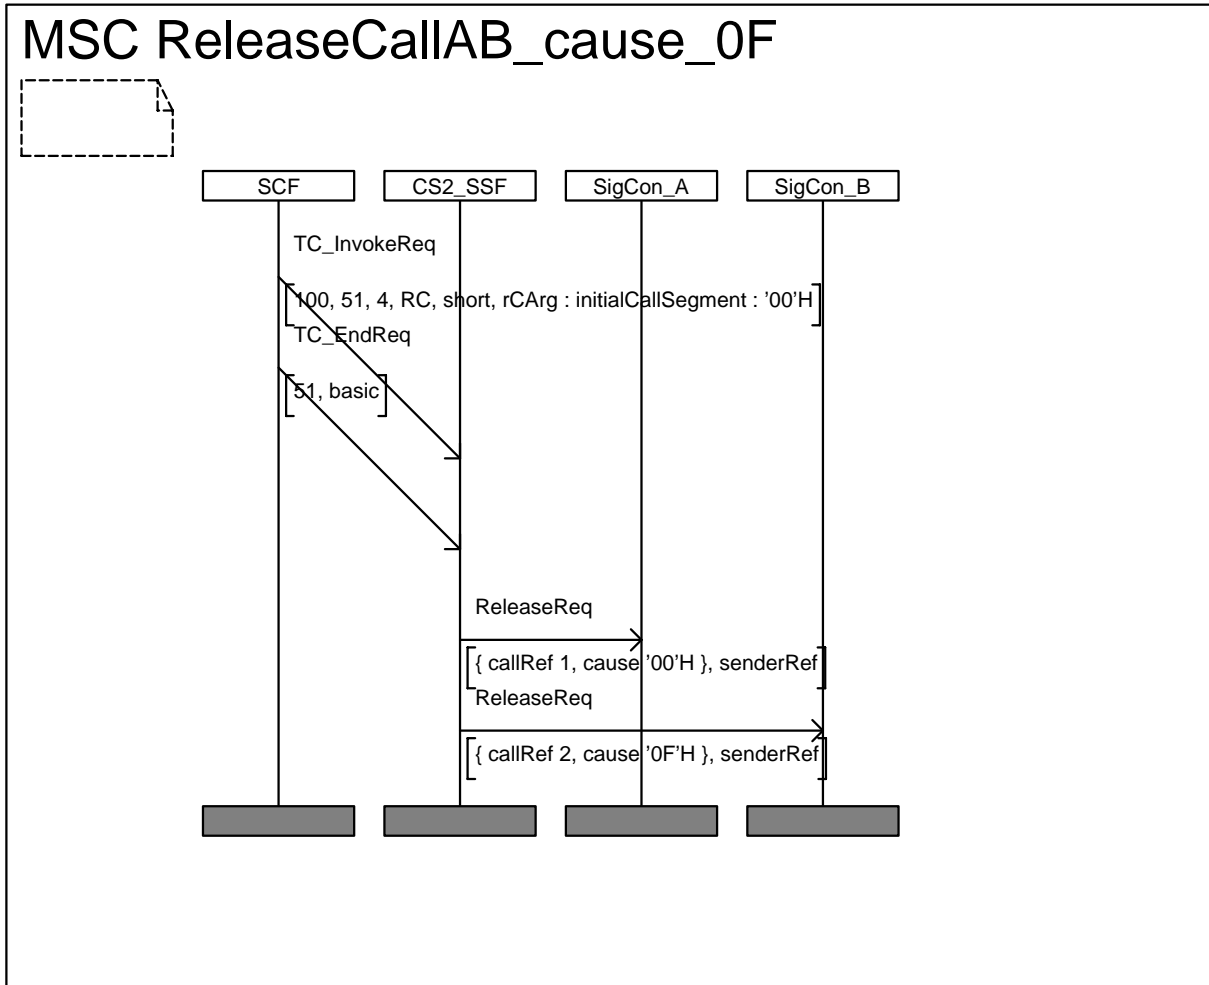 MSC ReleaseCallAB_cause_0F
SCF
CS2_SSF
SigCon_A
SigCon_B
TC_InvokeReq
100, 51, 4, RC, short, rCArg : initialCallSegment : '00'H
TC_EndReq
51, basic
ReleaseReq
{ callRef 1, cause '00'H }, senderRef
ReleaseReq
{ callRef 2, cause '0F'H }, senderRef